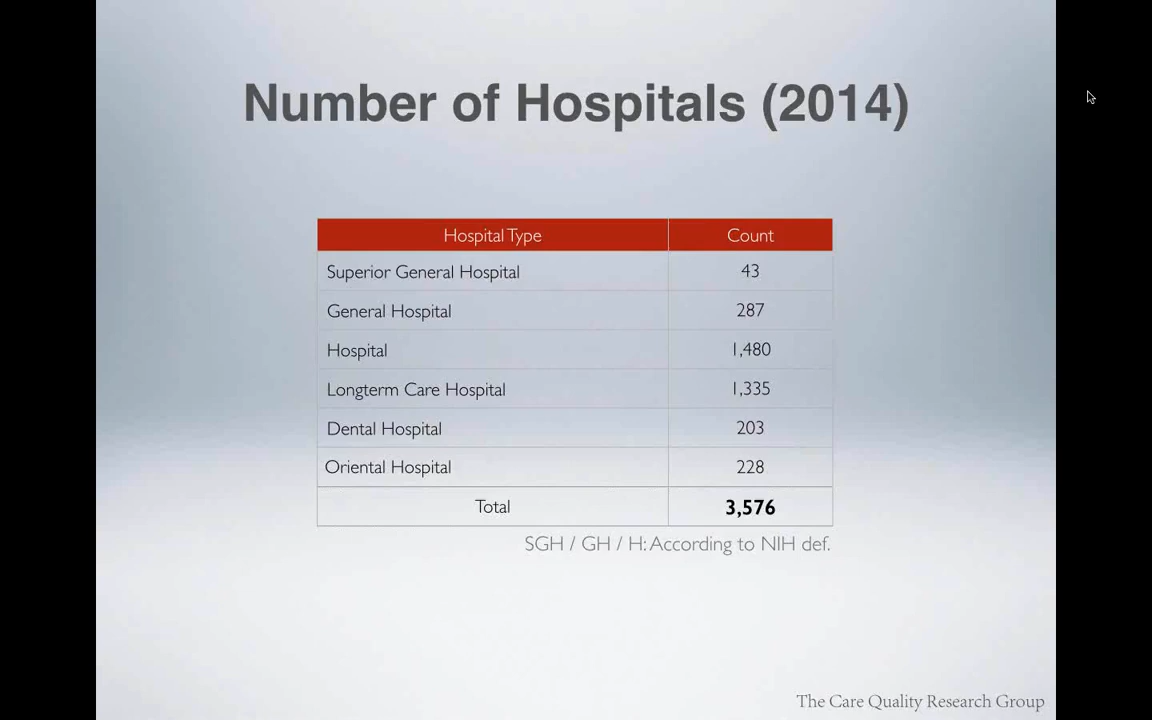 Number of Hospitals (2014)
Hospital Type Count
Superior General Hospital 43
General Hospital 287
Hospital 1,480
Longterm Care Hospital 1,335
Dental Hospital 203
Oriental Hospital 228
Total 3,576
SGH / GH / H: According to NIH def.
The Care Quality Research Group